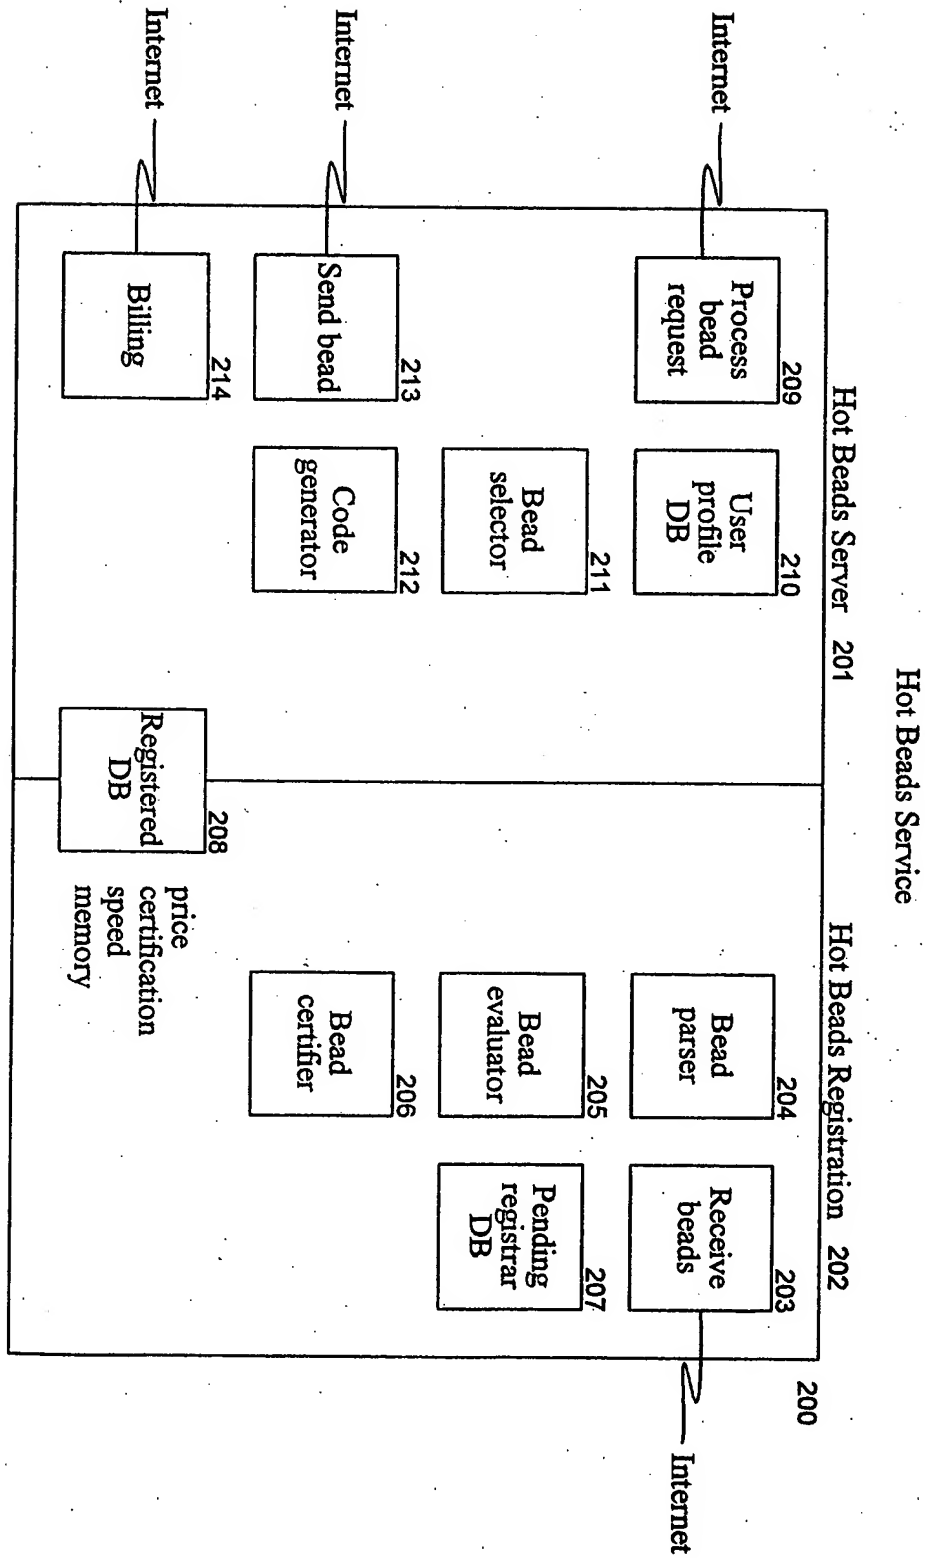 Hot Beads Service
200
Hot Beads Server 201
Hot Beads Registration 202
Internet
209
Process
bead
request
210
User
profile
DB
204
Bead
parser
203
Receive
beads
Internet
211
Bead
selector
205
Bead
evaluator
207
Pending
registrar
DB
Internet
213
Send bead
212
Code
generator
206
Bead
certifier
Internet
214
Billing
208
Registered
DB
price
certification
speed
memory